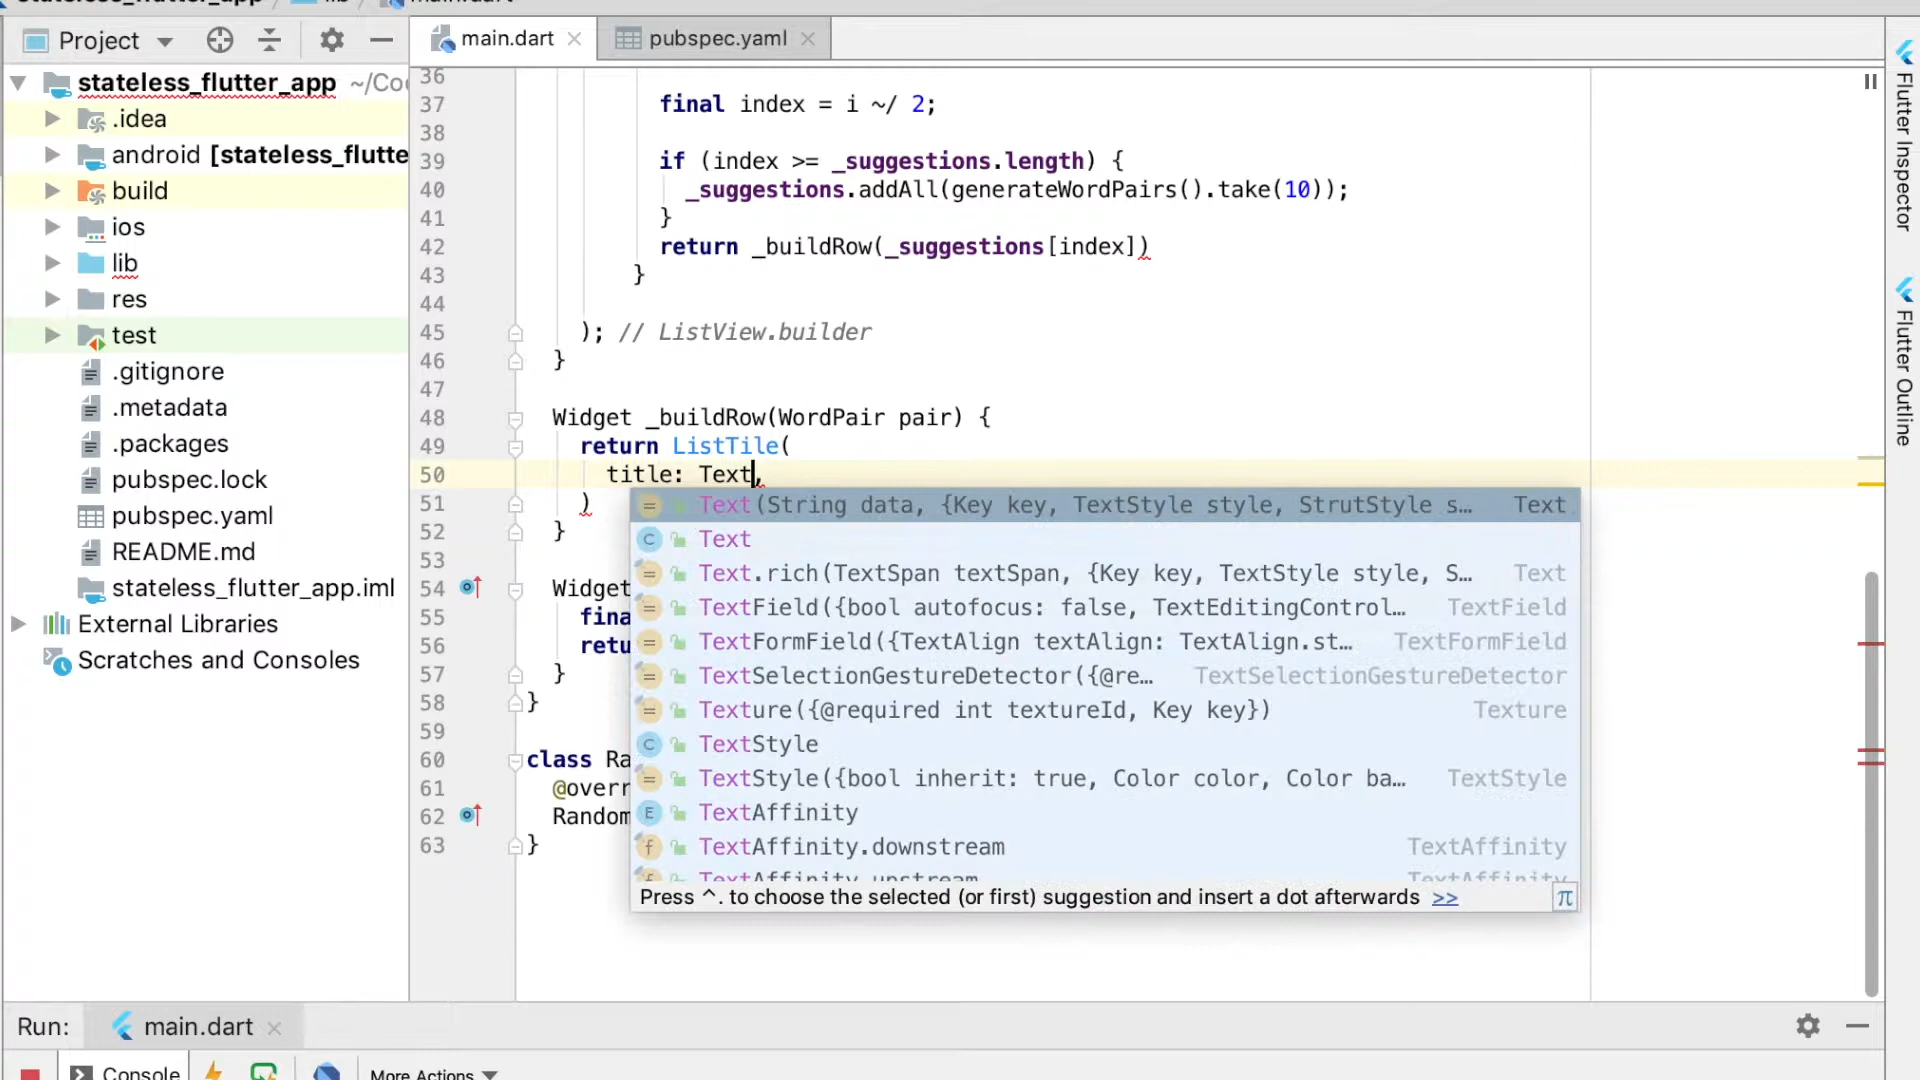 stateless_flutter_app
lib
main.dart
Project
main.dart
pubspec.yaml
stateless_flutter_app ~/Co
.idea
android [stateless_flutte
build
ios
lib
res
test
.gitignore
.metadata
.packages
pubspec.lock
pubspec.yaml
README.md
stateless_flutter_app.iml
External Libraries
Scratches and Consoles
36
37 final index = i ~/ 2;
38
39 if (index >= _suggestions.length) {
40 _suggestions.addAll(generateWordPairs().take(10));
41 }
42 return _buildRow(_suggestions[index])
43 }
44
45 ); // ListView.builder
46 }
47
48 Widget _buildRow(WordPair pair) {
49 return ListTile(
50 title: Text,
51 )
52 }
53
54 Widget
55 fina
56 retu
57 }
58 }
59
60 class Ra
61 @overr
62 Random
63 }
Text(String data, {Key key, TextStyle style, StrutStyle s… Text
Text
Text.rich(TextSpan textSpan, {Key key, TextStyle style, S… Text
TextField({bool autofocus: false, TextEditingControl… TextField
TextFormField({TextAlign textAlign: TextAlign.st… TextFormField
TextSelectionGestureDetector({@re… TextSelectionGestureDetector
Texture({@required int textureId, Key key}) Texture
TextStyle
TextStyle({bool inherit: true, Color color, Color ba… TextStyle
TextAffinity
TextAffinity.downstream TextAffinity
TextAffinity.upstream TextAffinity
Press ^. to choose the selected (or first) suggestion and insert a dot afterwards >>
π
Flutter Inspector
Flutter Outline
Run: main.dart
Console
More Actions